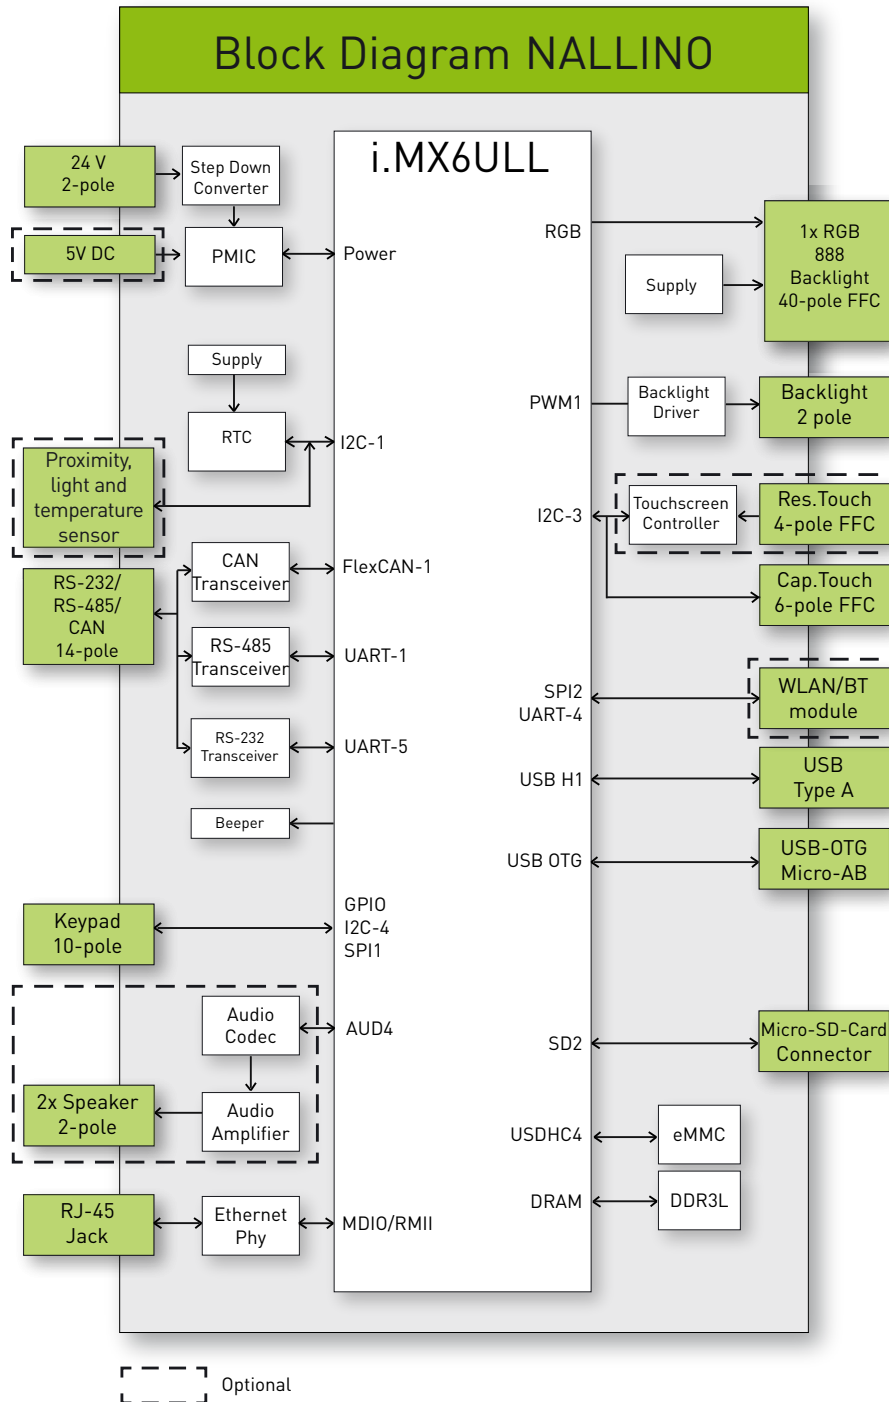 Block Diagram NALLINO
i.MX6ULL
24 V
2-pole
Step Down
Converter
5V DC
PMIC
Power
Supply
RTC
I2C-1
Proximity,
light and
temperature
sensor
RS-232/
RS-485/
CAN
14-pole
CAN
Transceiver
FlexCAN-1
RS-485
Transceiver
UART-1
RS-232
Transceiver
UART-5
Beeper
Keypad
10-pole
GPIO
I2C-4
SPI1
Audio
Codec
AUD4
2x Speaker
2-pole
Audio
Amplifier
RJ-45
Jack
Ethernet
Phy
MDIO/RMII
RGB
1x RGB
888
Backlight
40-pole FFC
Supply
PWM1
Backlight
Driver
Backlight
2 pole
I2C-3
Touchscreen
Controller
Res.Touch
4-pole FFC
Cap.Touch
6-pole FFC
SPI2
UART-4
WLAN/BT
module
USB H1
USB
Type A
USB OTG
USB-OTG
Micro-AB
SD2
Micro-SD-Card
Connector
USDHC4
eMMC
DRAM
DDR3L
Optional